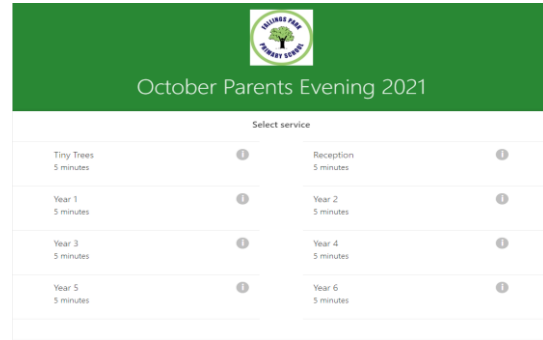 FALLINGS PARK
PRIMARY SCHOOL
October Parents Evening 2021
Select service
Tiny Trees
5 minutes
Reception
5 minutes
Year 1
5 minutes
Year 2
5 minutes
Year 3
5 minutes
Year 4
5 minutes
Year 5
5 minutes
Year 6
5 minutes